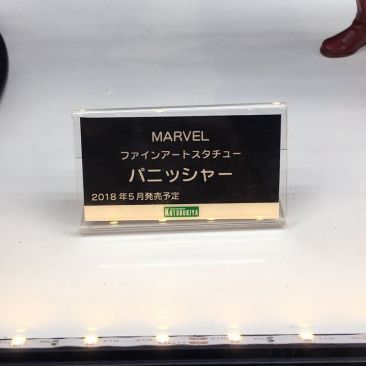 MARVEL
ファインアートスタチュー
パニッシャー
2018年5月発売予定
KOTOBUKIYA